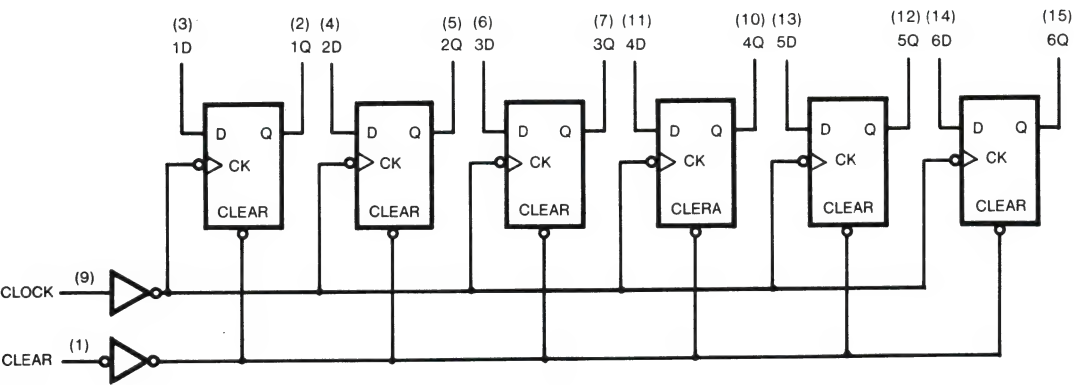 (3) (2) (4) (5) (6) (7) (11) (10) (13) (12) (14) (15)
1D 1Q 2D 2Q 3D 3Q 4D 4Q 5D 5Q 6D 6Q
D Q D Q D Q D Q D Q D Q
CK CK CK CK CK CK
CLEAR CLEAR CLEAR CLERA CLEAR CLEAR
CLOCK (9)
CLEAR (1)